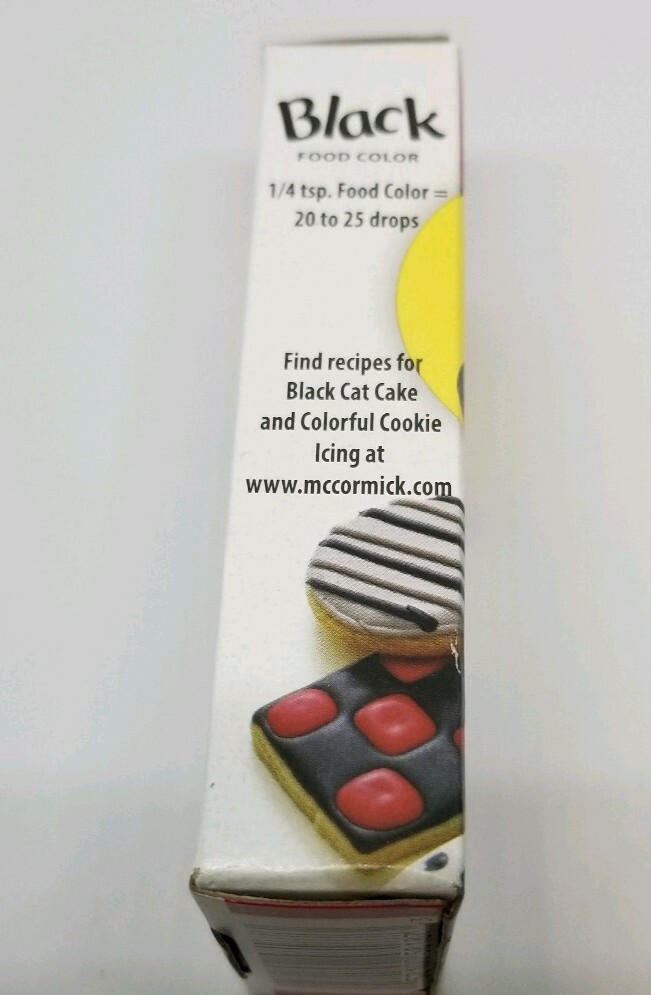 Black
FOOD COLOR
1/4 tsp. Food Color =
20 to 25 drops
Find recipes for
Black Cat Cake
and Colorful Cookie
Icing at
www.mccormick.com